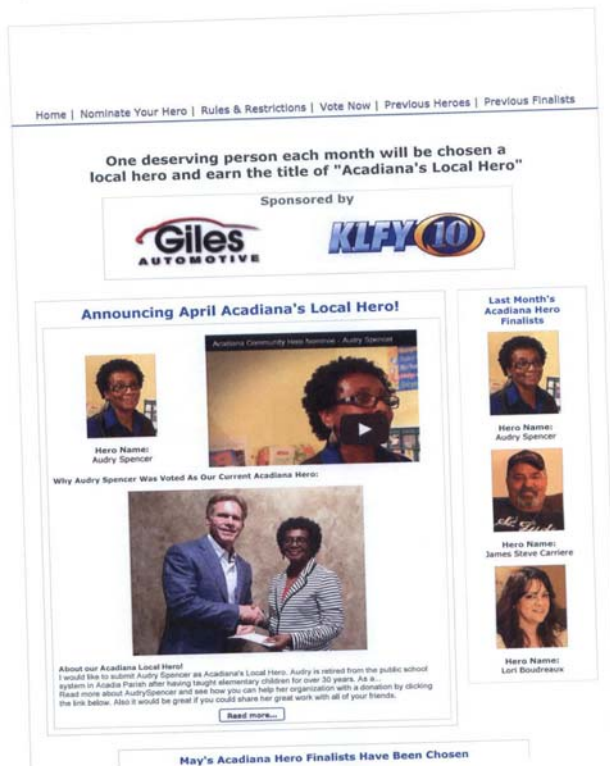 Home | Nominate Your Hero | Rules & Restrictions | Vote Now | Previous Heroes | Previous Finalists
One deserving person each month will be chosen a
local hero and earn the title of "Acadiana's Local Hero"
Sponsored by
Giles
AUTOMOTIVE
KLFY 10
Announcing April Acadiana's Local Hero!
Acadiana Community Hero Nominee - Audry Spencer
Hero Name:
Audry Spencer
Why Audry Spencer Was Voted As Our Current Acadiana Hero:
About our Acadiana Local Hero!
I would like to submit Audry Spencer as Acadiana's Local Hero. Audry is retired from the public school
system in Acadia Parish after having taught elementary children for over 30 years. As a...
Read more about AudrySpencer and see how you can help her organization with a donation by clicking
the link below. Also it would be great if you could share her great work with all of your friends.
Read more...
Last Month's
Acadiana Hero
Finalists
Hero Name:
Audry Spencer
Hero Name:
James Steve Carriere
Hero Name:
Lori Boudreaux
May's Acadiana Hero Finalists Have Been Chosen